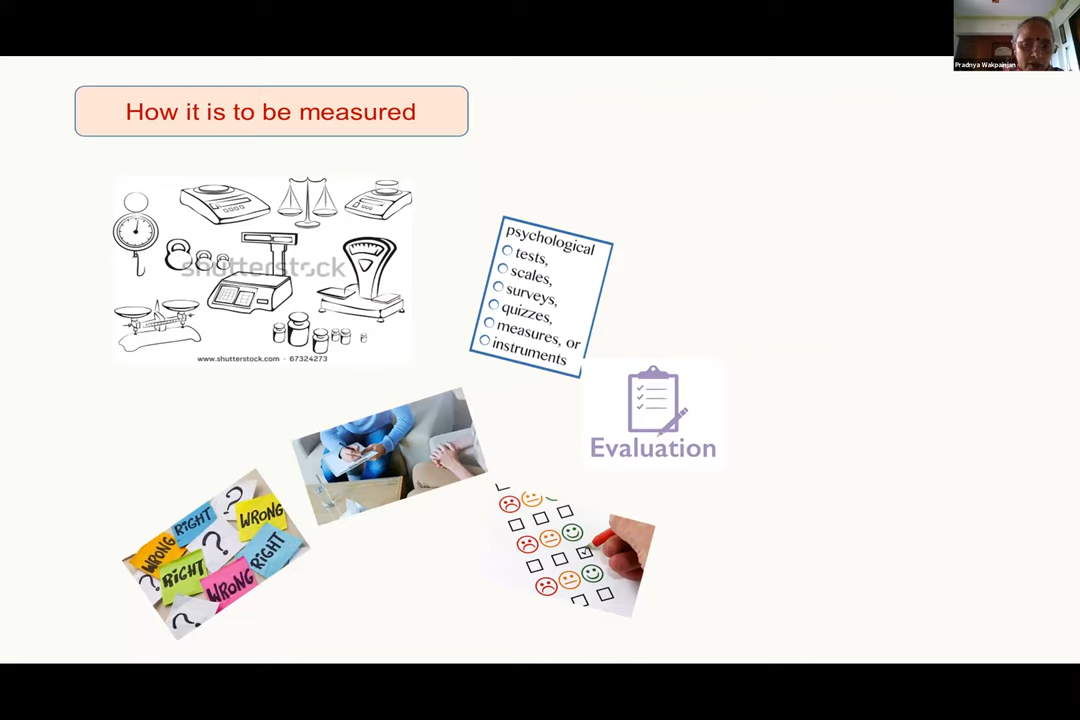 Pradnya Wakpainjan
How it is to be measured
shutterstock
www.shutterstock.com · 67324273
psychological
tests,
scales,
surveys,
quizzes,
measures, or
instruments
Evaluation
?
RIGHT
WRONG
WRONG
?
RIGHT
?
RIGHT
WRONG
?